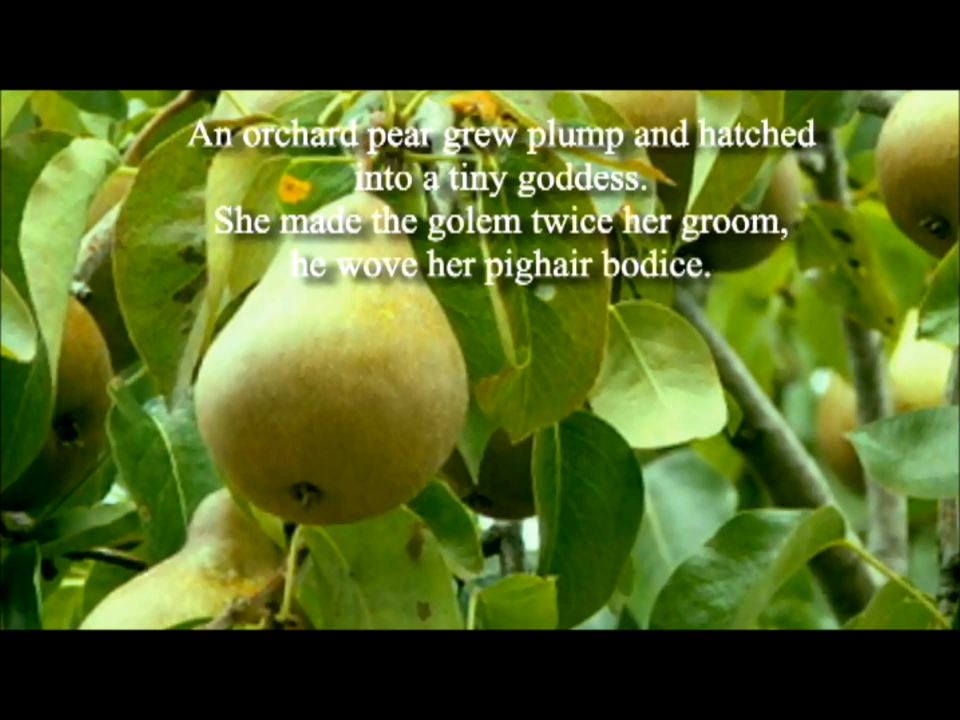 An orchard pear grew plump and hatched
into a tiny goddess.
She made the golem twice her groom,
he wove her pighair bodice.